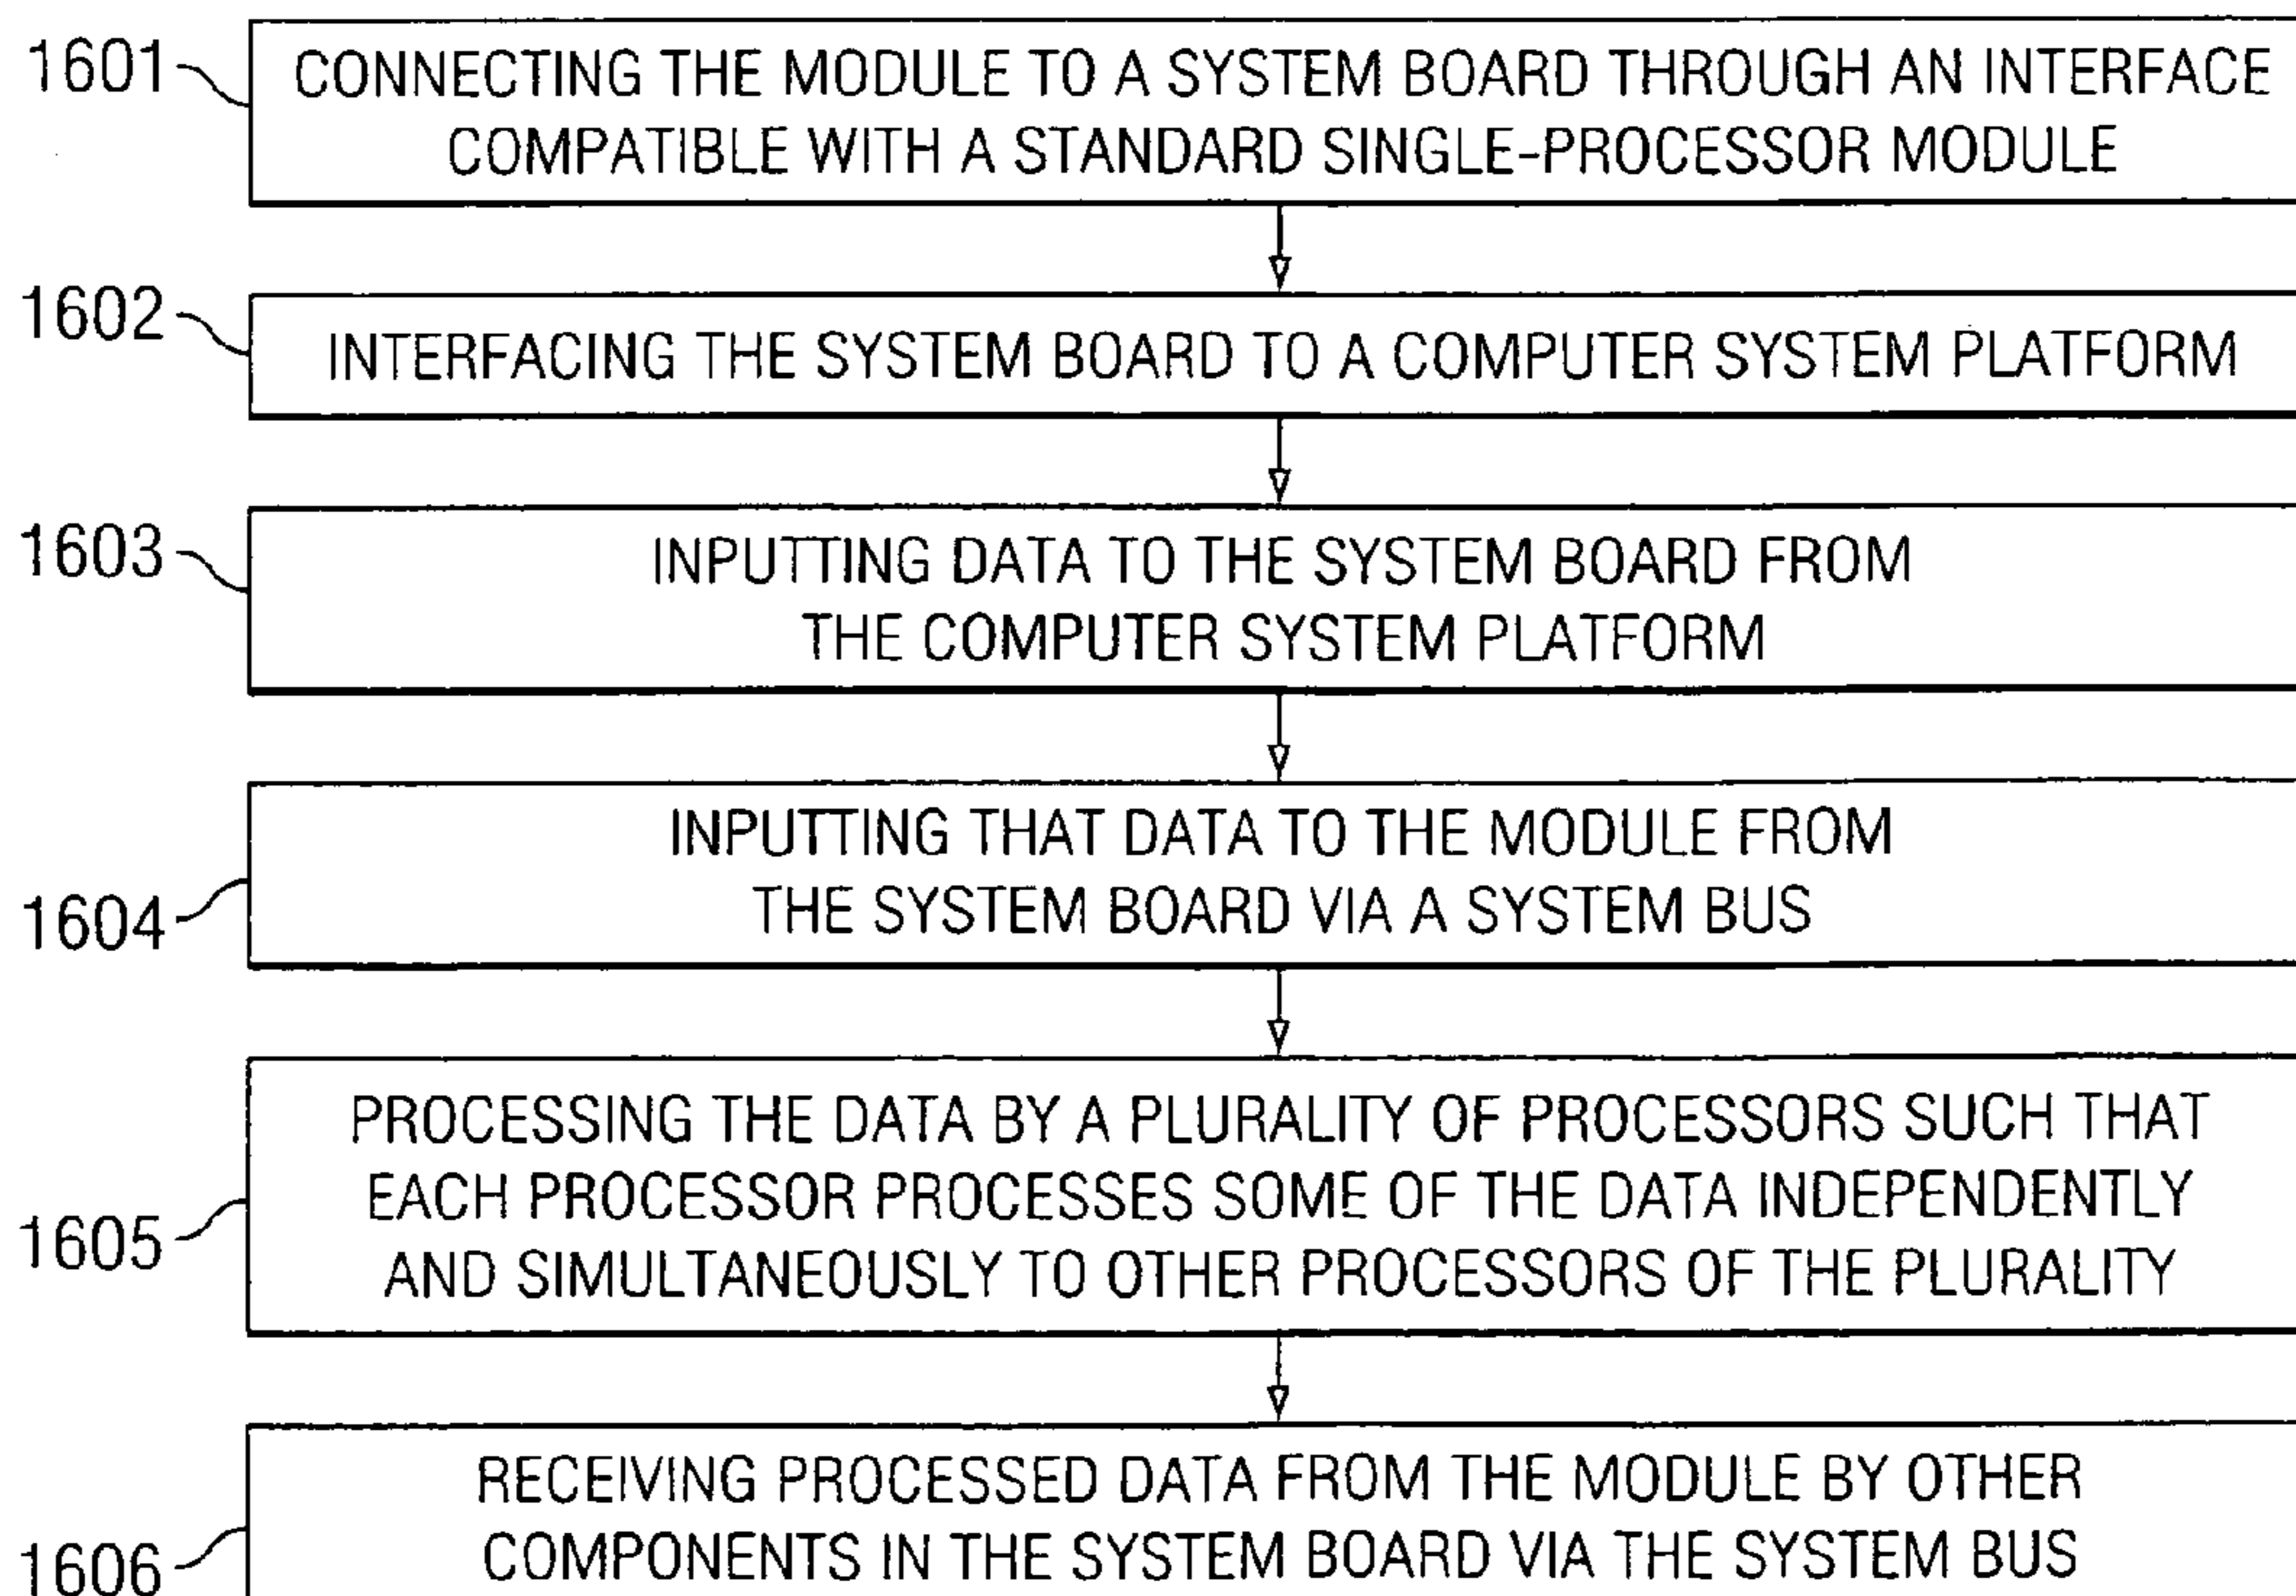 1601
CONNECTING THE MODULE TO A SYSTEM BOARD THROUGH AN INTERFACE
COMPATIBLE WITH A STANDARD SINGLE-PROCESSOR MODULE
1602
INTERFACING THE SYSTEM BOARD TO A COMPUTER SYSTEM PLATFORM
1603
INPUTTING DATA TO THE SYSTEM BOARD FROM
THE COMPUTER SYSTEM PLATFORM
1604
INPUTTING THAT DATA TO THE MODULE FROM
THE SYSTEM BOARD VIA A SYSTEM BUS
1605
PROCESSING THE DATA BY A PLURALITY OF PROCESSORS SUCH THAT
EACH PROCESSOR PROCESSES SOME OF THE DATA INDEPENDENTLY
AND SIMULTANEOUSLY TO OTHER PROCESSORS OF THE PLURALITY
1606
RECEIVING PROCESSED DATA FROM THE MODULE BY OTHER
COMPONENTS IN THE SYSTEM BOARD VIA THE SYSTEM BUS